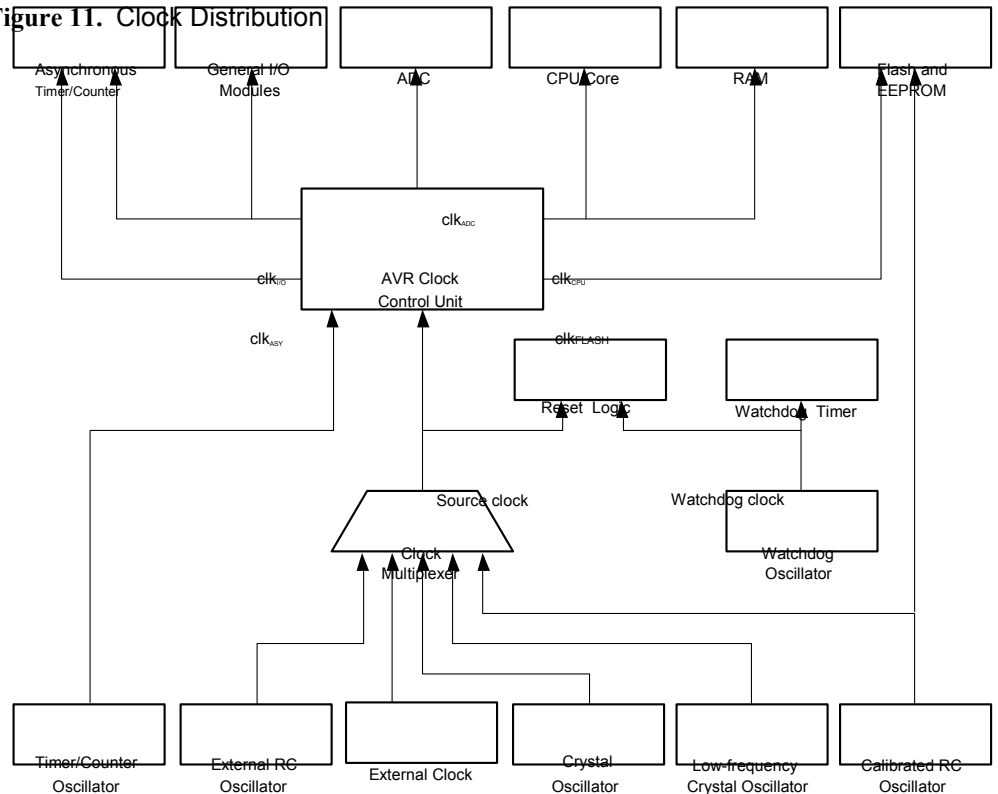 igure 11. Clock Distribution
Asynchronous
Timer/Counter
General I/O
Modules
ADC
CPU Core
RAM
Flash and
EEPROM
clkADC
clkI/O
AVR Clock
Control Unit
clkCPU
clkASY
clkFLASH
Reset Logic
Watchdog Timer
Source clock
Watchdog clock
Clock
Multiplexer
Watchdog
Oscillator
Timer/Counter
Oscillator
External RC
Oscillator
External Clock
Crystal
Oscillator
Low-frequency
Crystal Oscillator
Calibrated RC
Oscillator